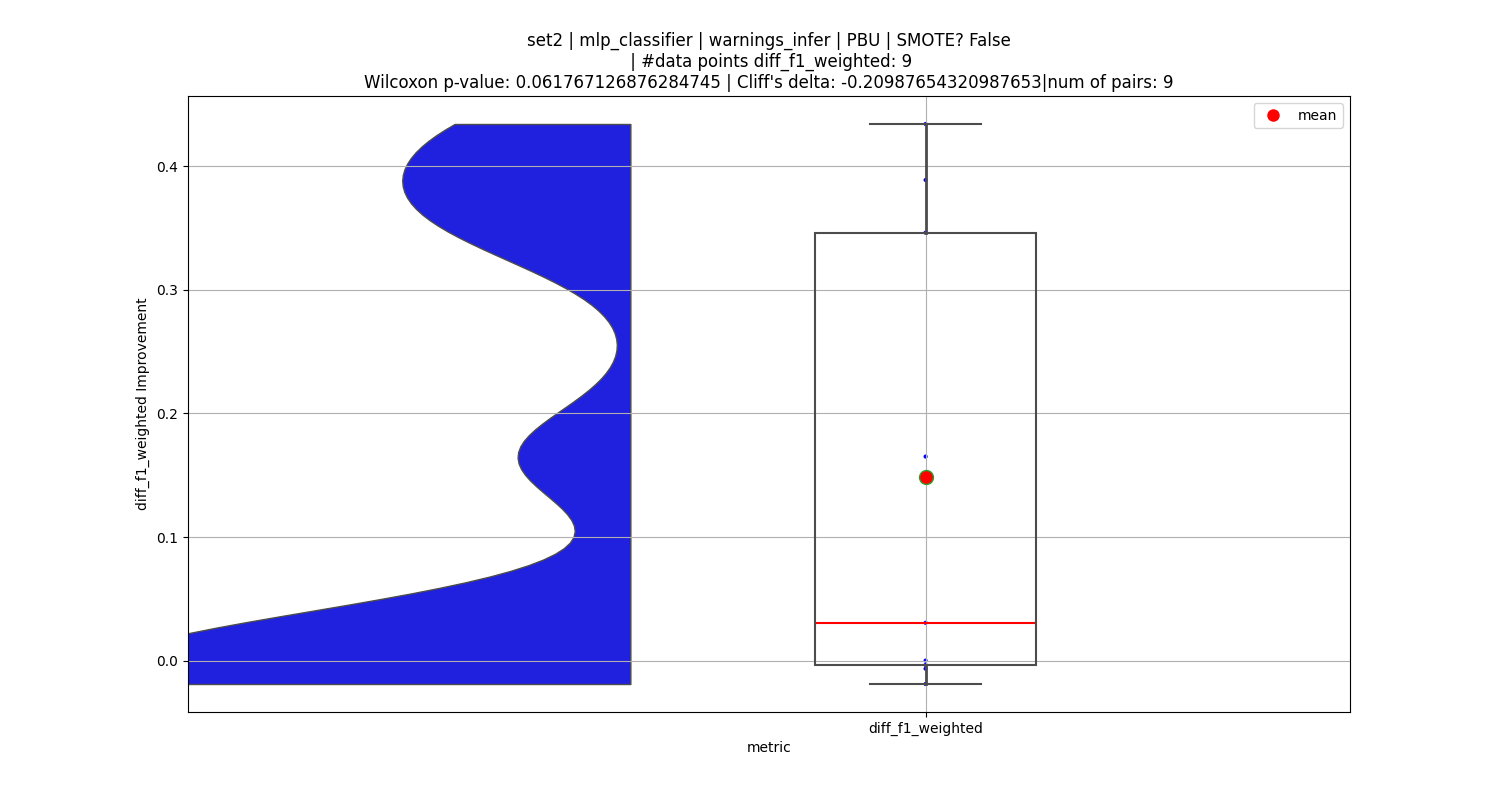 set2 | mlp_classifier | warnings_infer | PBU | SMOTE? False
| #data points diff_f1_weighted: 9
Wilcoxon p-value: 0.061767126876284745 | Cliff's delta: -0.20987654320987653|num of pairs: 9
mean
0.4
0.3
0.2
0.1
0.0
diff_f1_weighted Improvement
diff_f1_weighted
metric